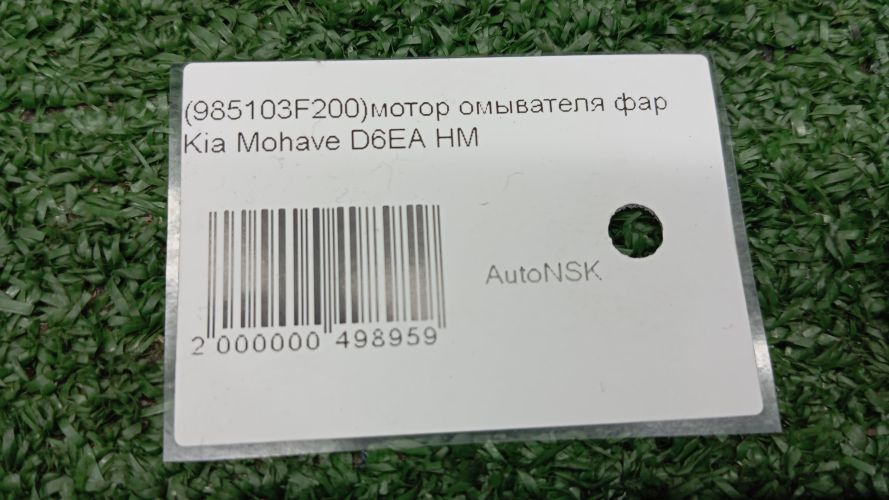 (985103F200)мотор омывателя фар
Kia Mohave D6EA HM
AutoNSK
2 000000 498959